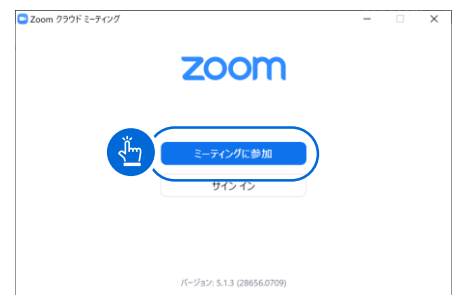 Zoom クラウド ミーティング
zoom
ミーティングに参加
サイン イン
バージョン: 5.1.3 (28656.0709)